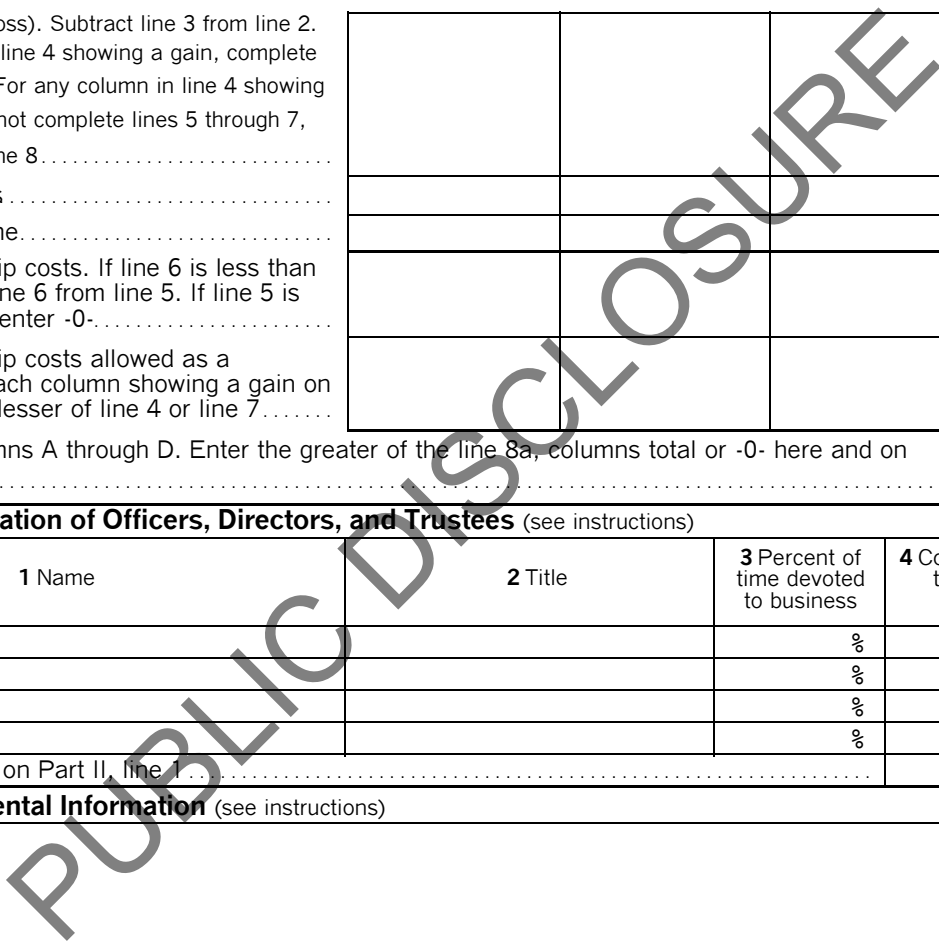 oss). Subtract line 3 from line 2.
line 4 showing a gain, complete
For any column in line 4 showing
not complete lines 5 through 7,
ne 8
s
ne
ip costs. If line 6 is less than
ne 6 from line 5. If line 5 is
enter -0-
ip costs allowed as a
ach column showing a gain on
lesser of line 4 or line 7
mns A through D. Enter the greater of the line 8a, columns total or -0- here and on
ation of Officers, Directors, and Trustees (see instructions)
1 Name
2 Title
3 Percent of
time devoted
to business
4 Co
t
%
%
%
%
on Part II, line 1
ental Information (see instructions)
PUBLIC DISCLOSURE